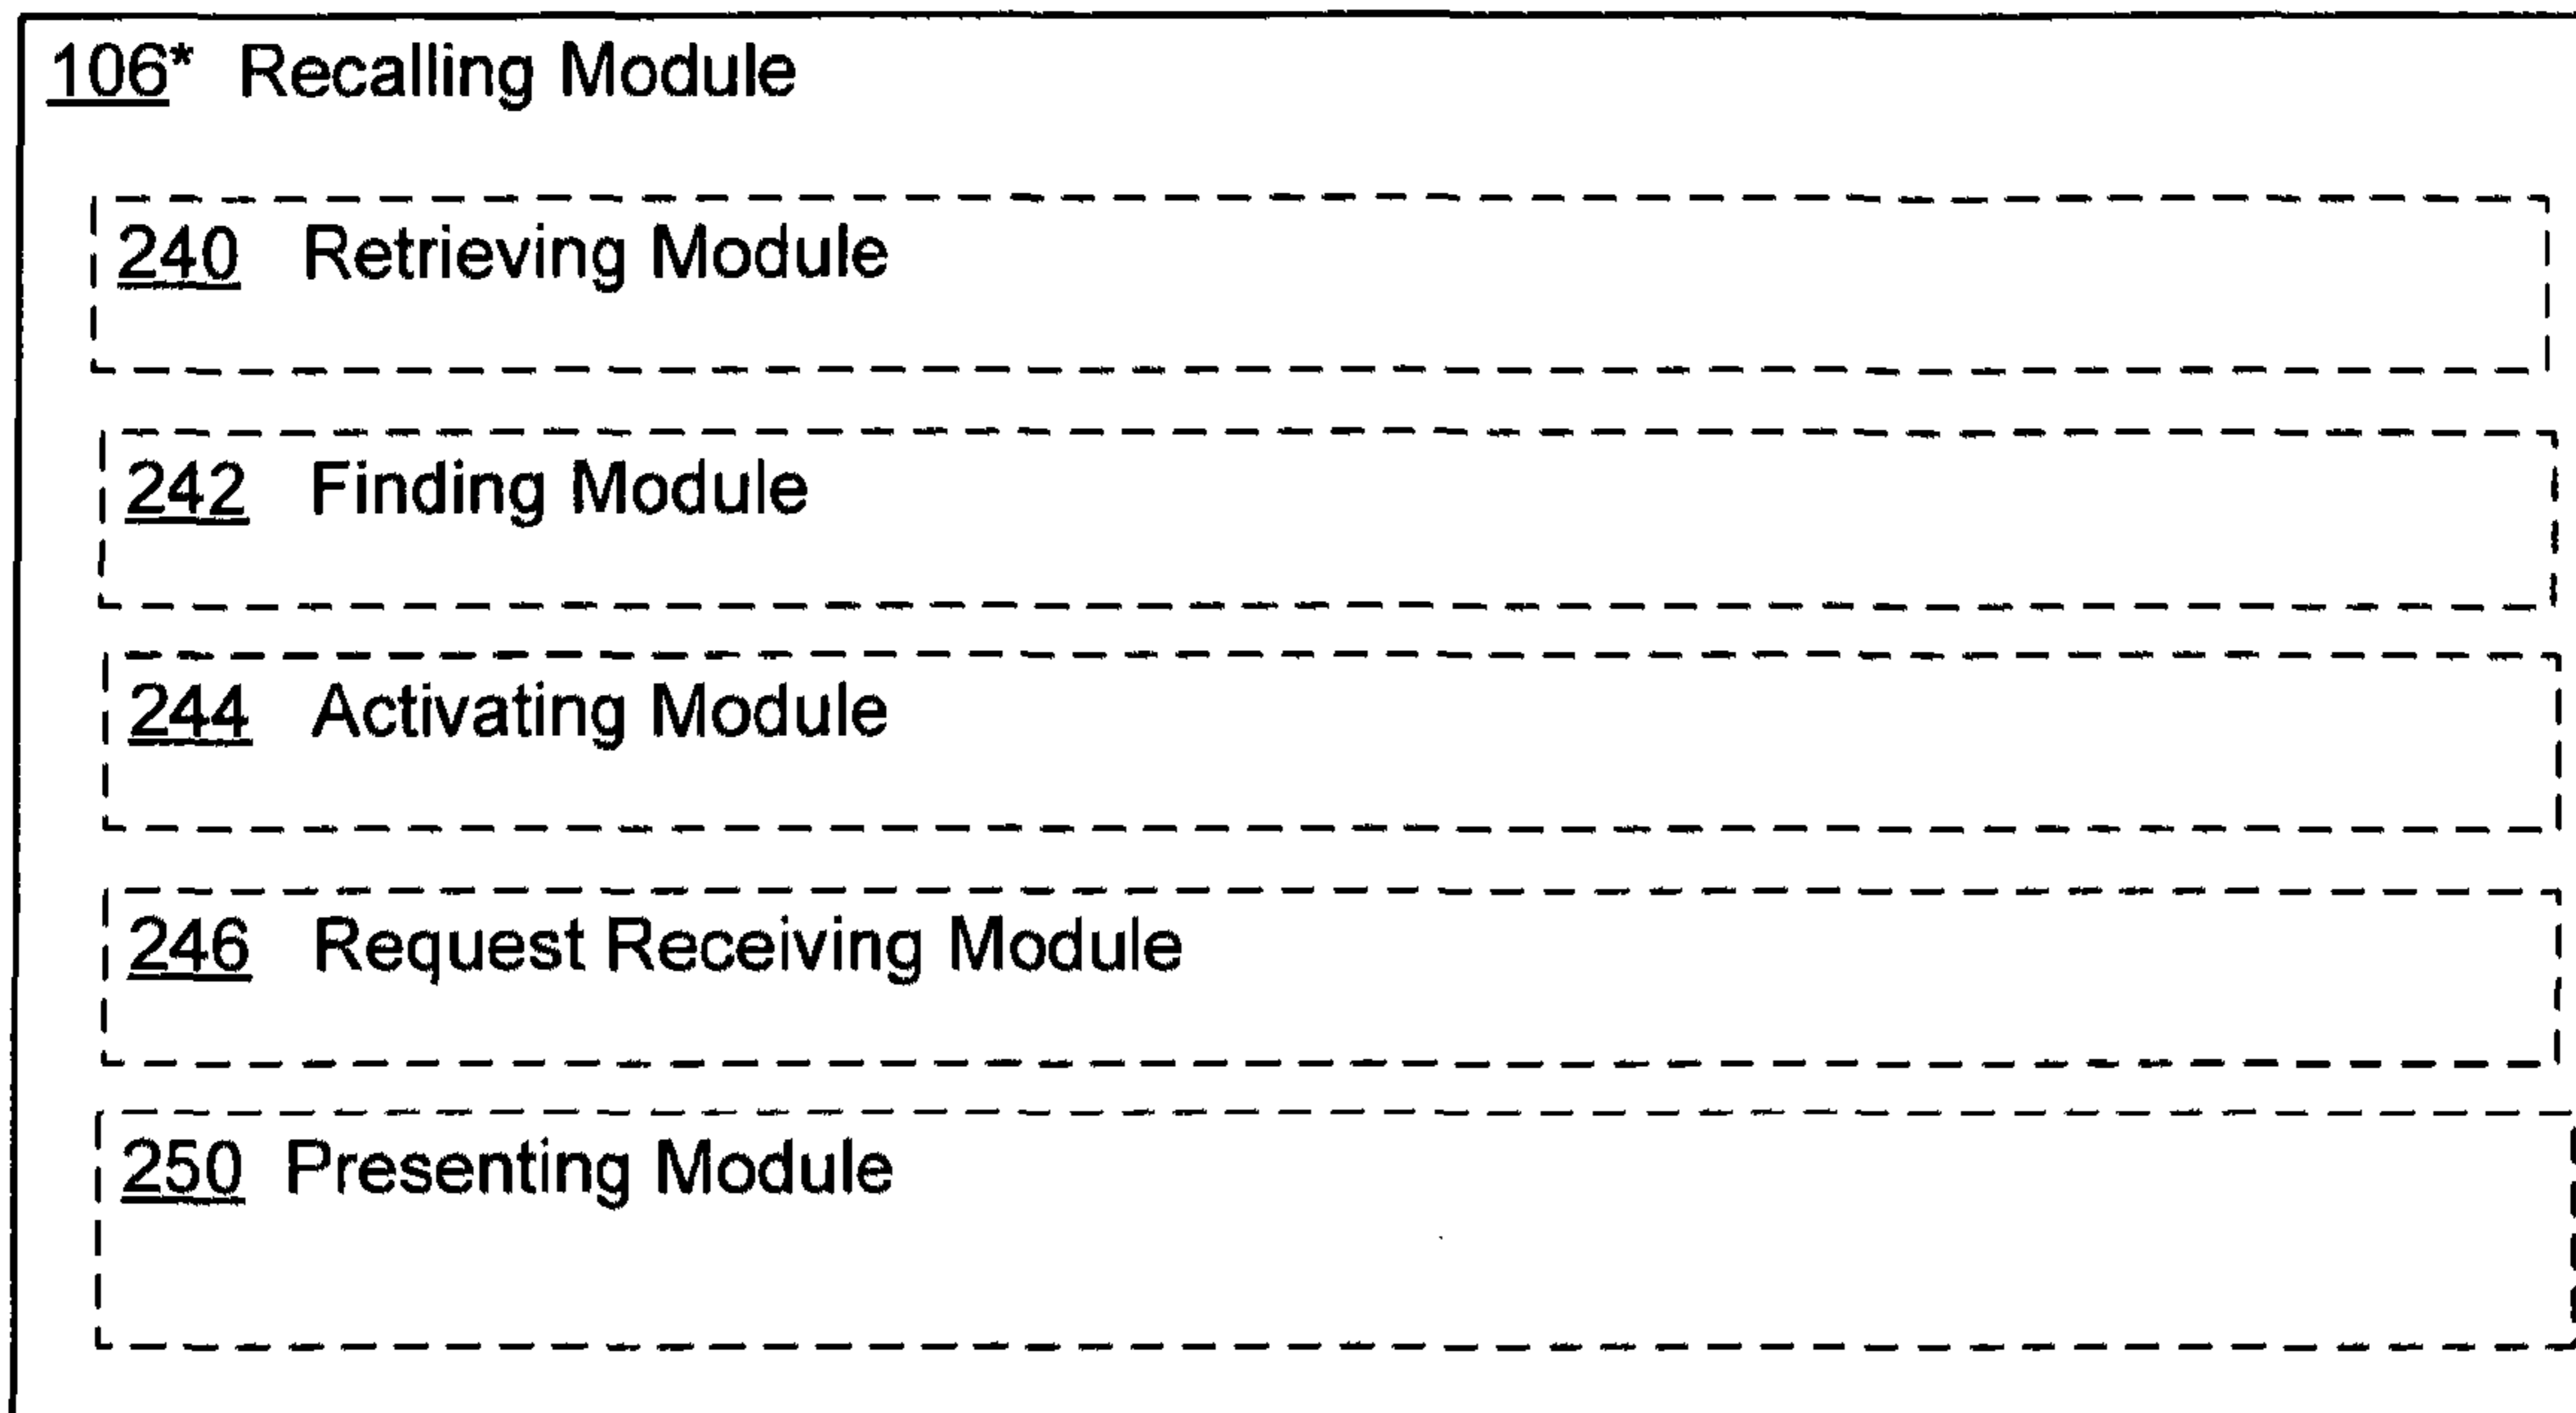 106* Recalling Module
240 Retrieving Module
242 Finding Module
244 Activating Module
246 Request Receiving Module
250 Presenting Module